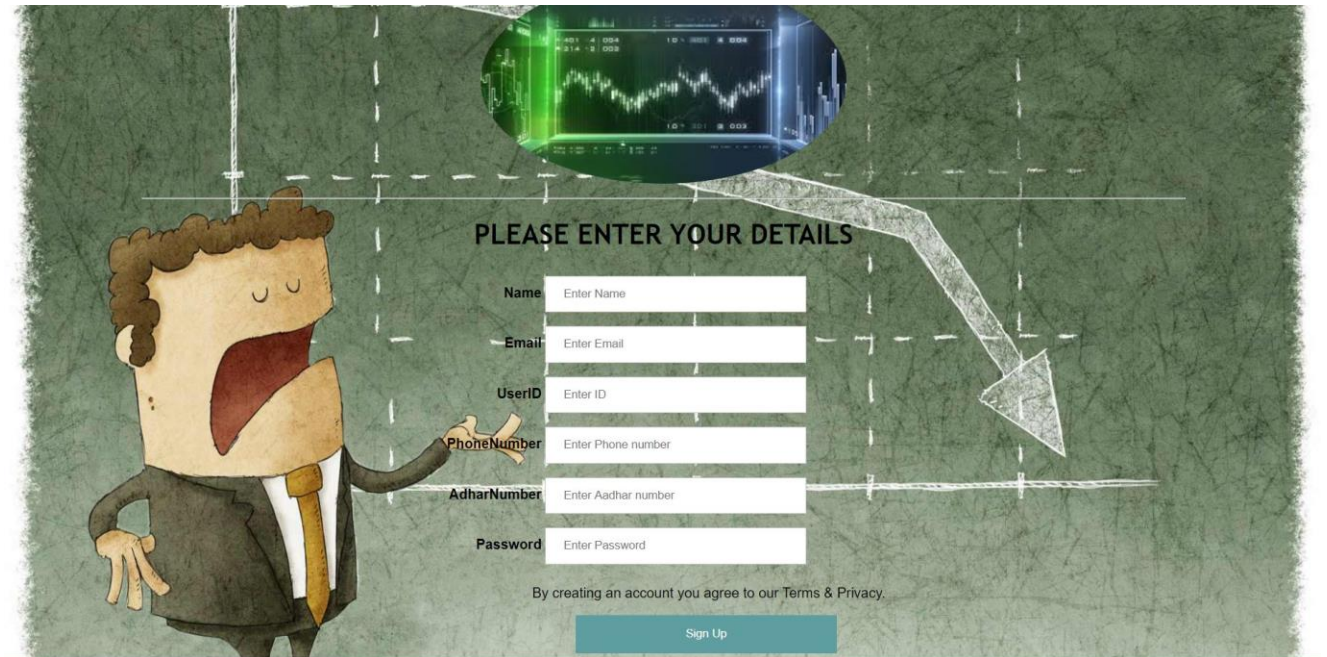 PLEASE ENTER YOUR DETAILS
Name Enter Name
Email Enter Email
UserID Enter ID
PhoneNumber Enter Phone number
AdharNumber Enter Aadhar number
Password Enter Password
By creating an account you agree to our Terms & Privacy.
Sign Up